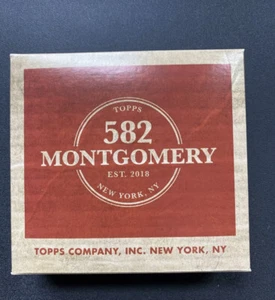 TOPPS
582
MONTGOMERY
EST. 2018
NEW YORK, NY
TOPPS COMPANY, INC. NEW YORK, NY